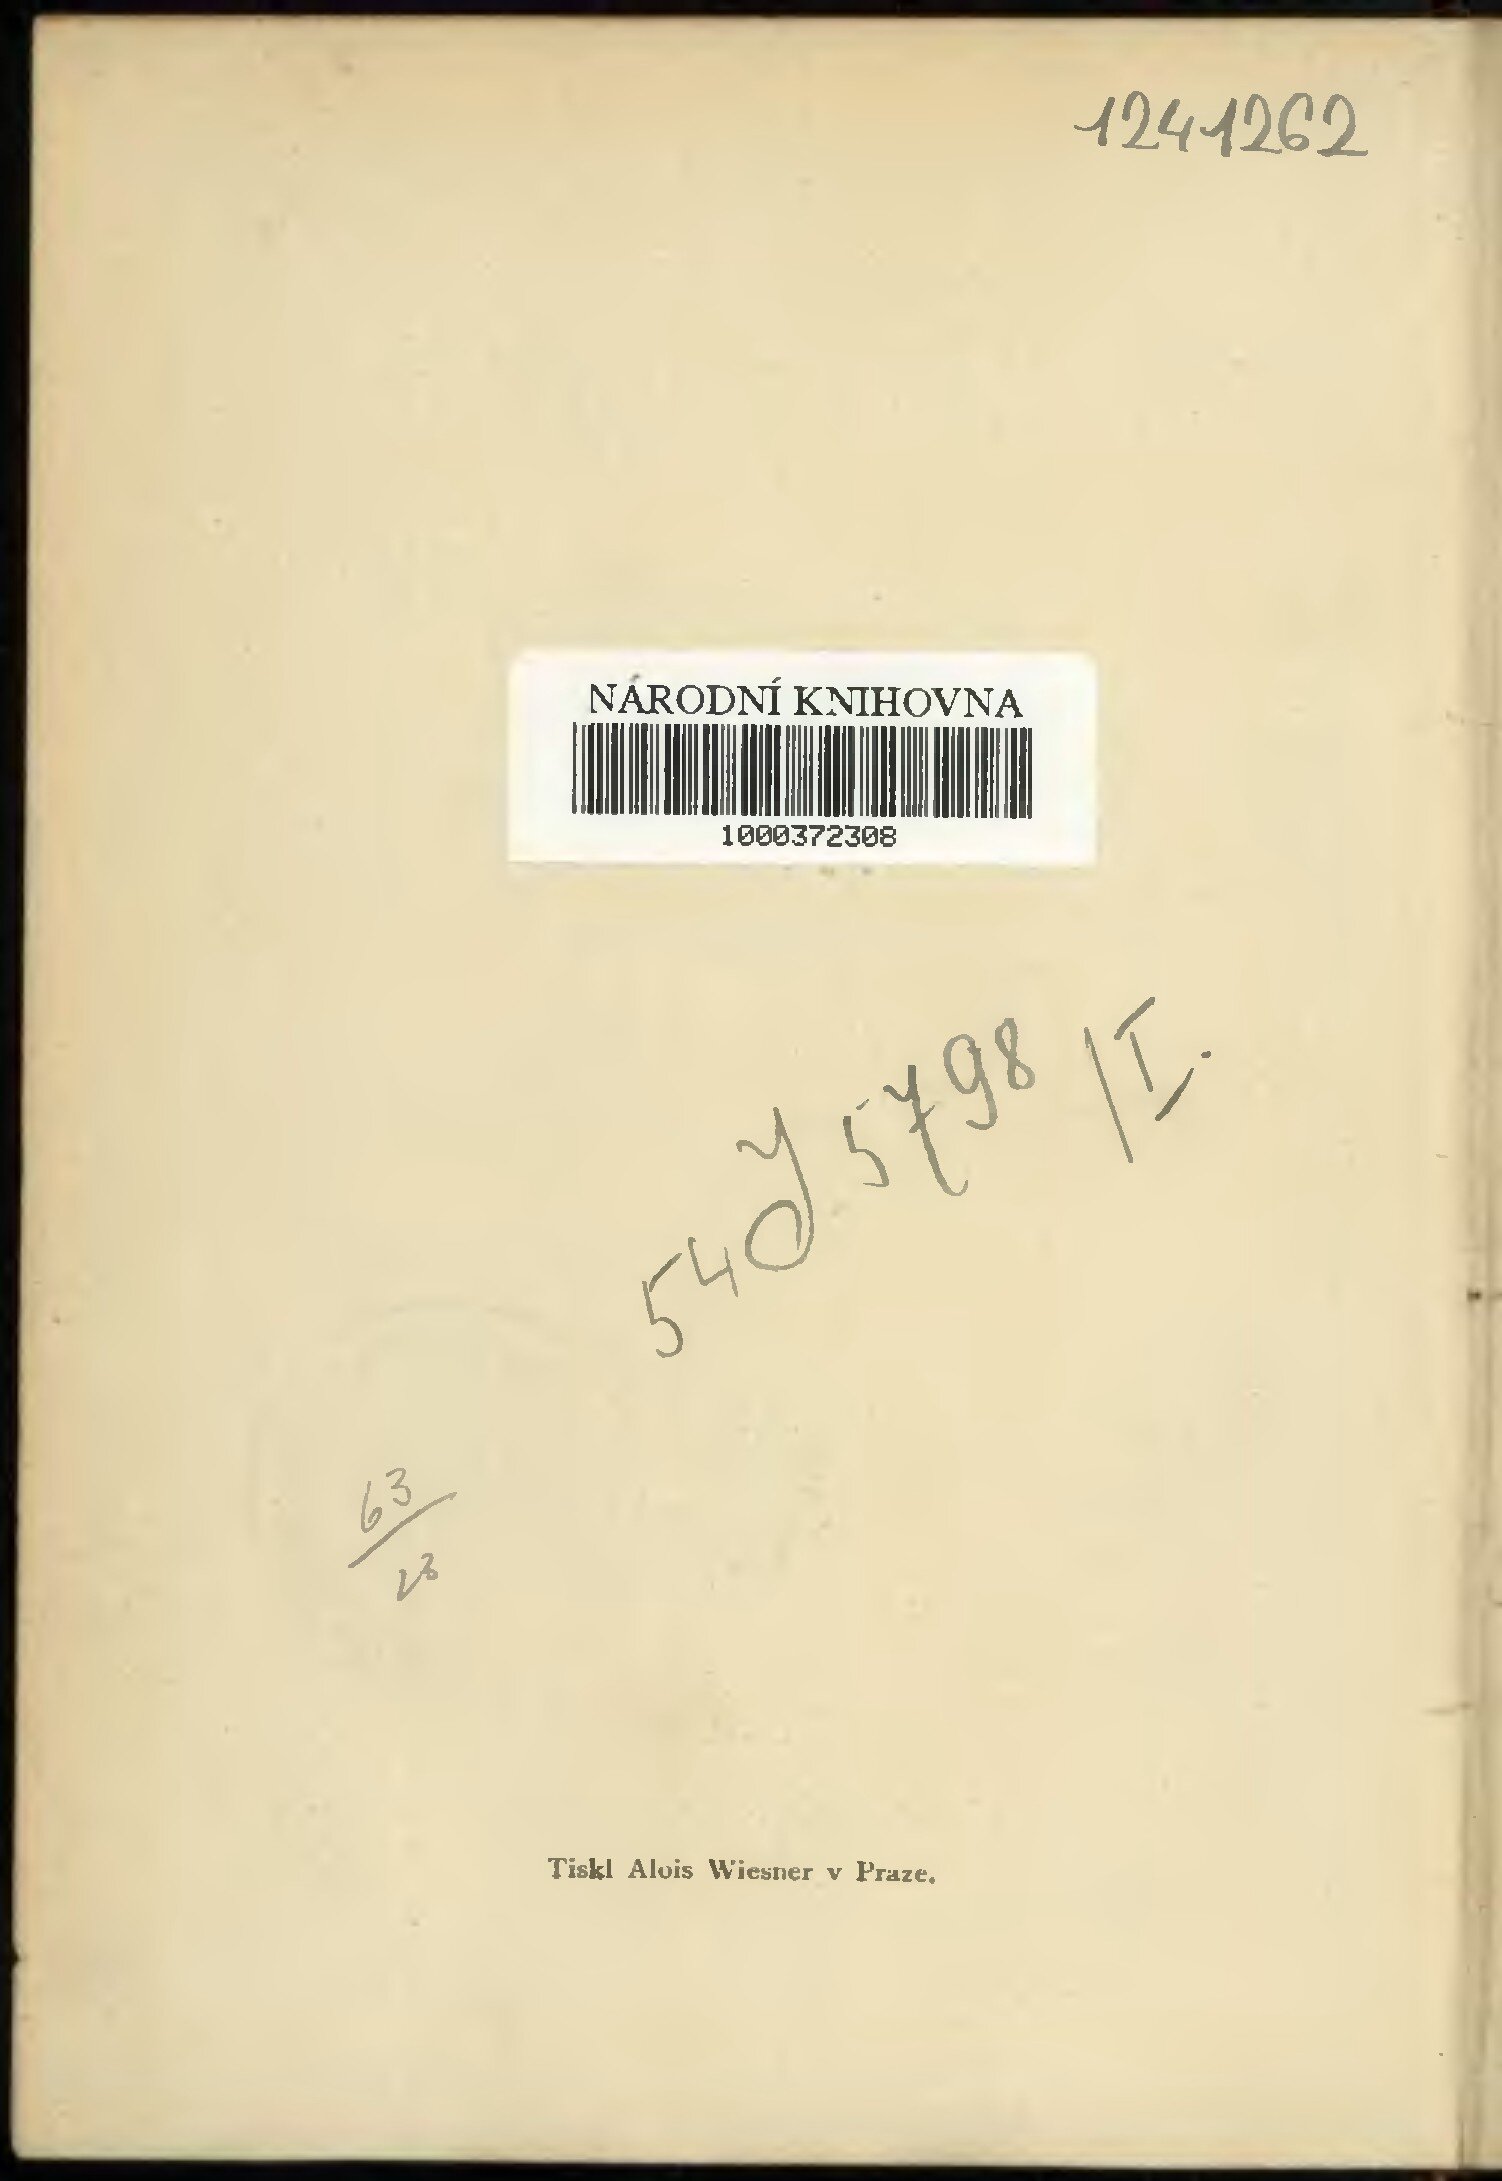 1241262
NÁRODNÍ KNIHOVNA
1000372308
54 J 5798 /I.
63
Tiskl Alois Wiesner v Praze.